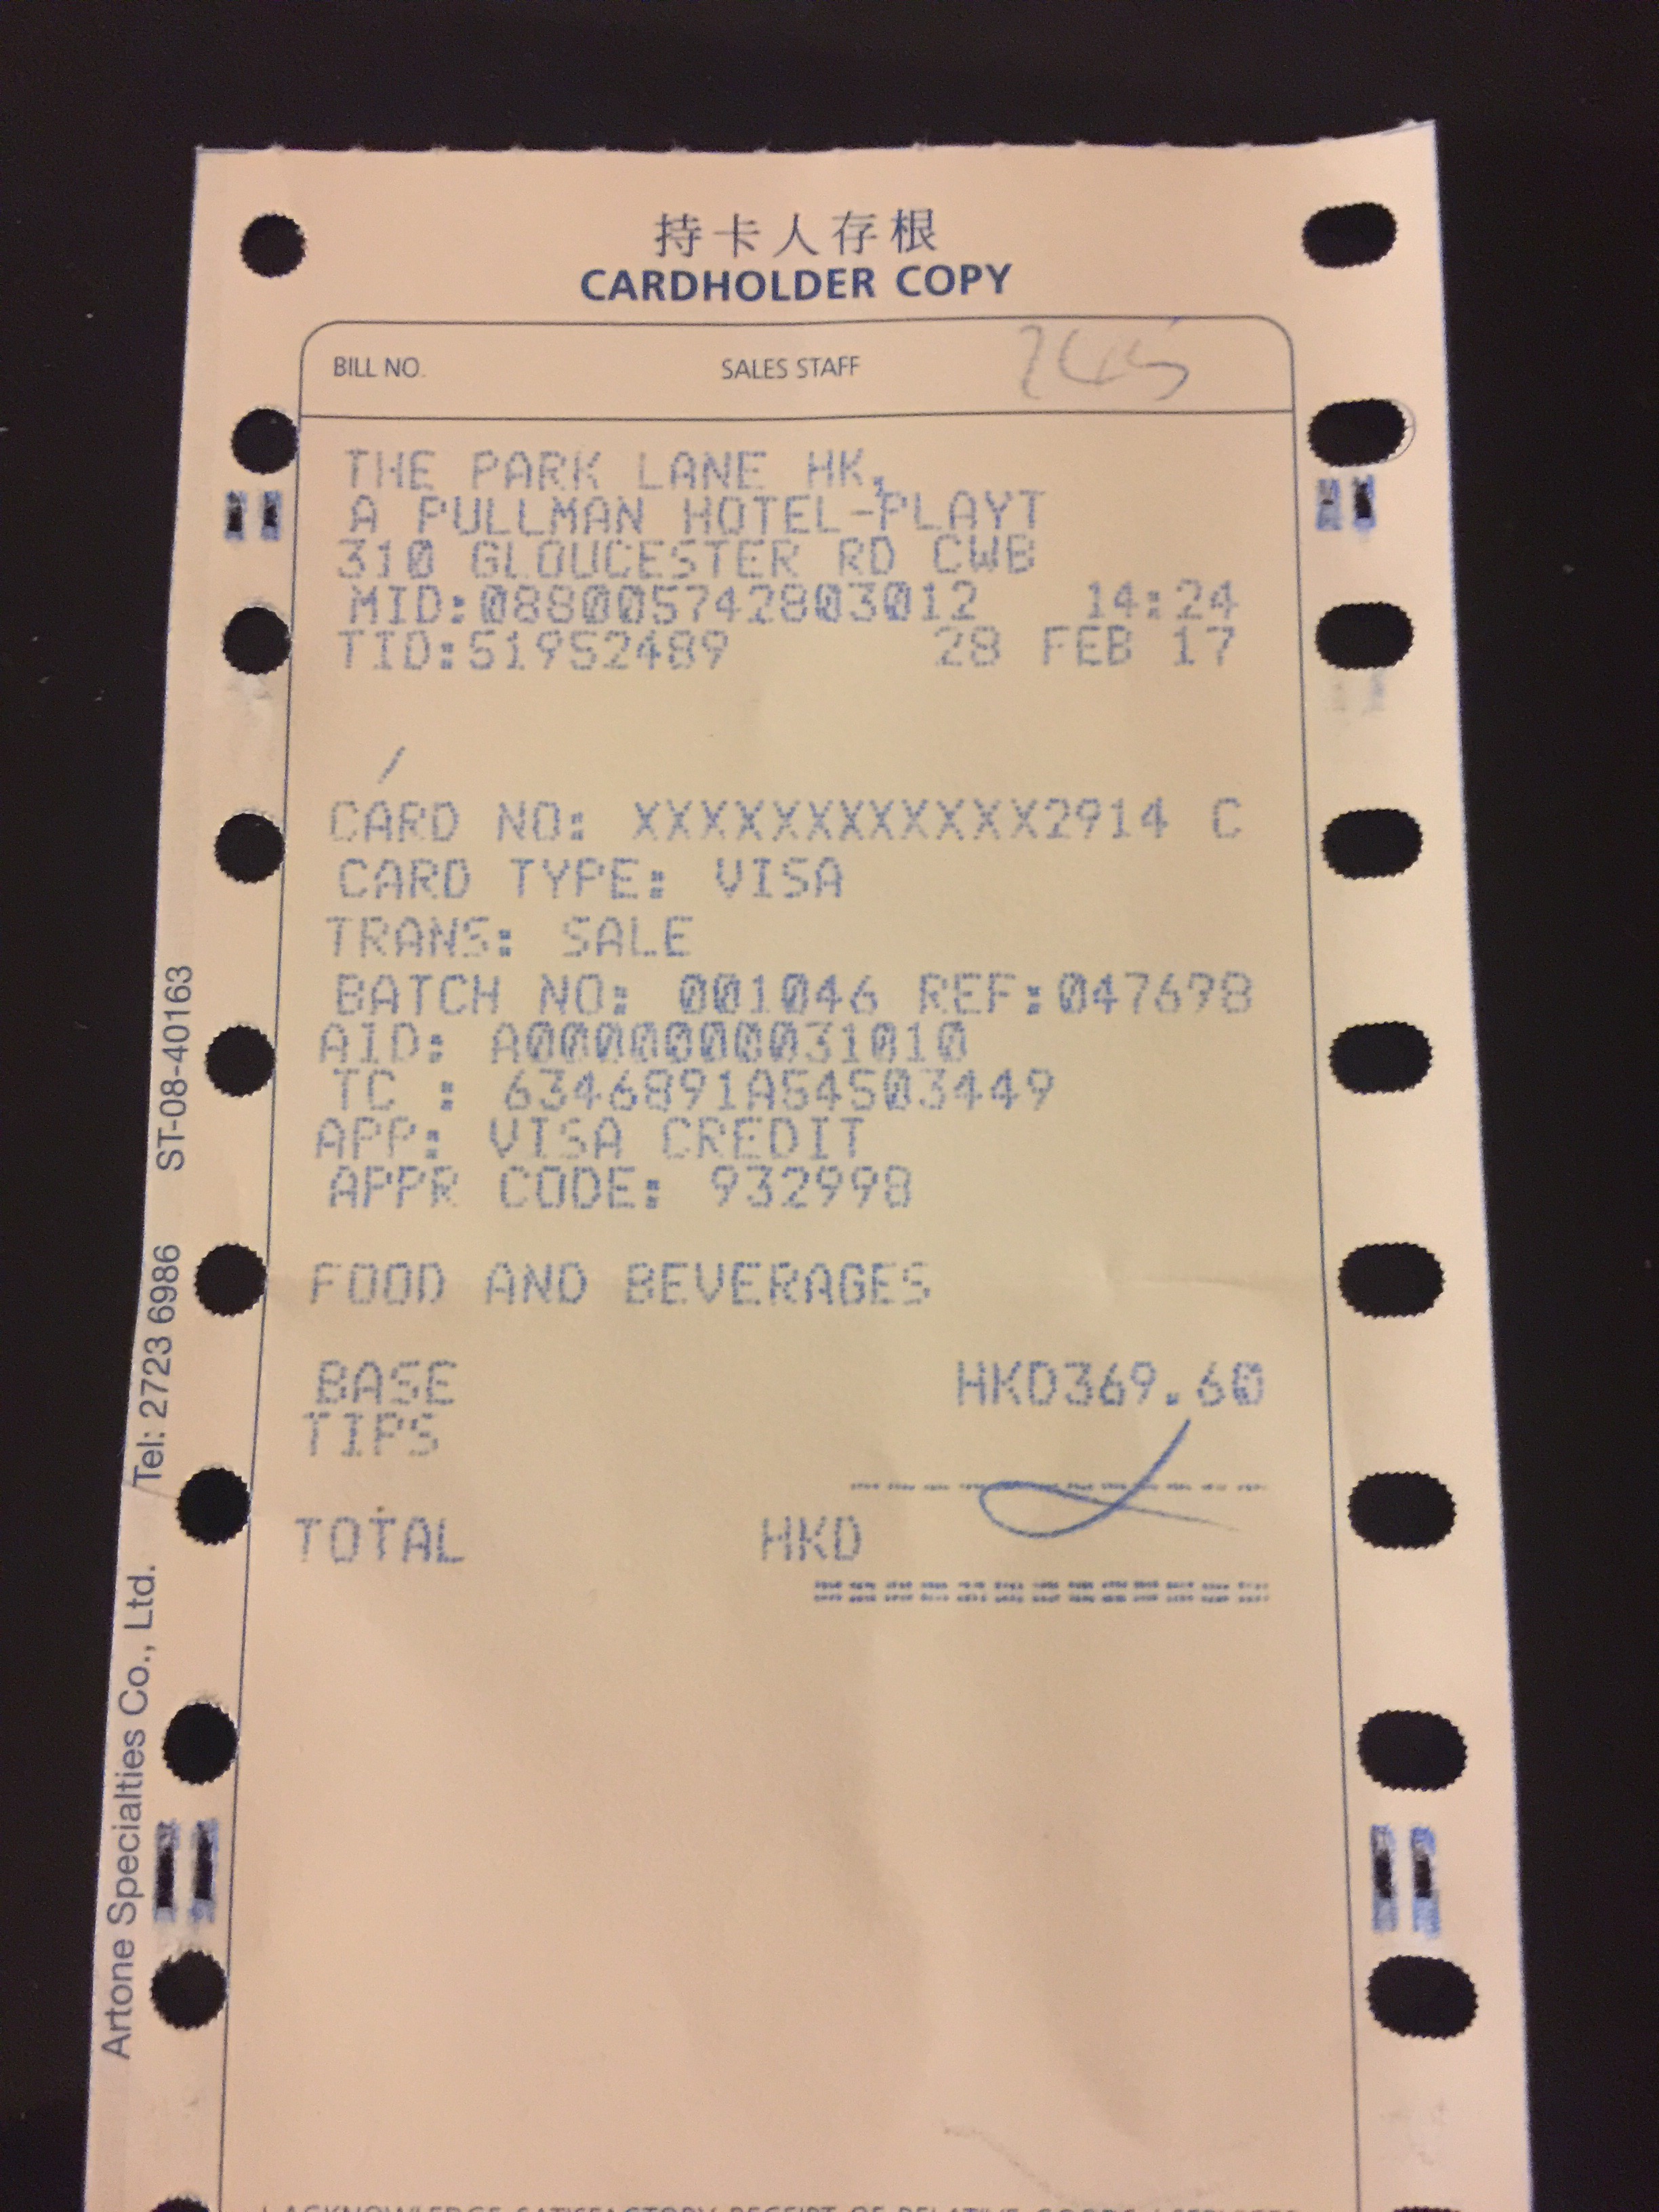 持卡人存根
CARDHOLDER COPY
BILL NO. SALES STAFF
THE PARK LANE HK,
A PULLMAN HOTEL-PLAYT
310 GLOUCESTER RD CWB
MID:088005742803012 14:24
TID:51952489 28 FEB 17
/
CARD NO: XXXXXXXXXXXX2914 C
CARD TYPE: VISA
TRANS: SALE
BATCH NO: 001046 REF:047698
AID: A0000000031010
TC : 6346891A54503449
APP: VISA CREDIT
APPR CODE: 932998
FOOD AND BEVERAGES
BASE HKD369.60
TIPS
TOTAL HKD
Artone Specialties Co., Ltd. Tel: 2723 6986 ST-08-40163